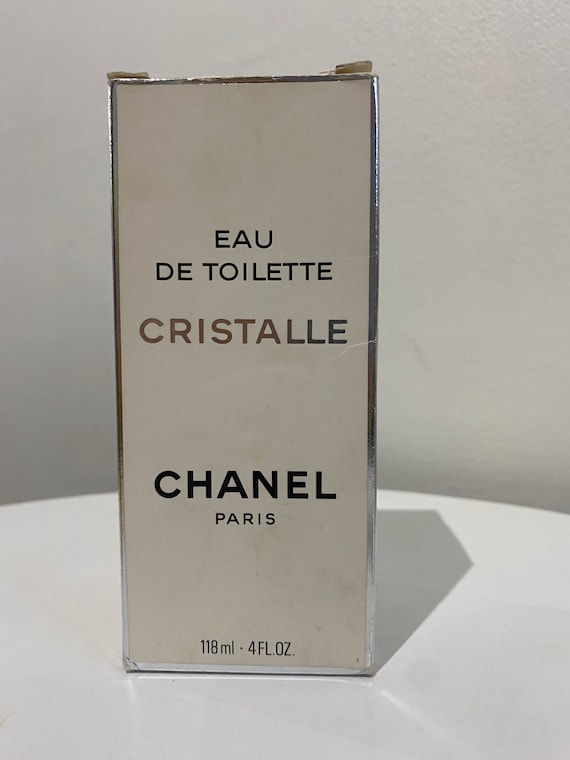 EAU
DE TOILETTE
CRISTALLE
CHANEL
PARIS
118 ml · 4 FL.OZ.